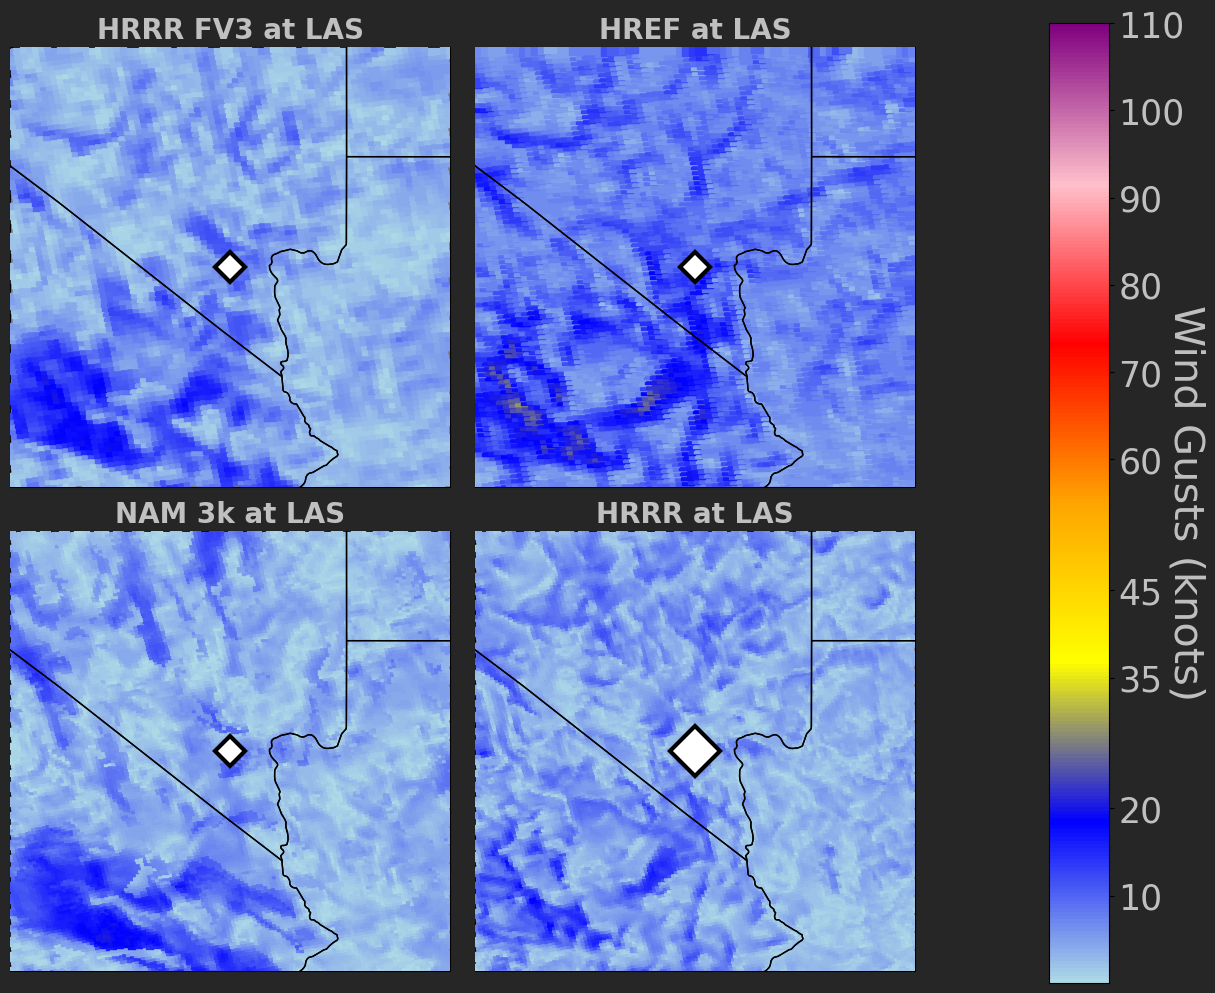 HRRR FV3 at LAS
HREF at LAS
NAM 3k at LAS
HRRR at LAS
110
100
90
80
70
60
45
35
20
10
Wind Gusts (knots)